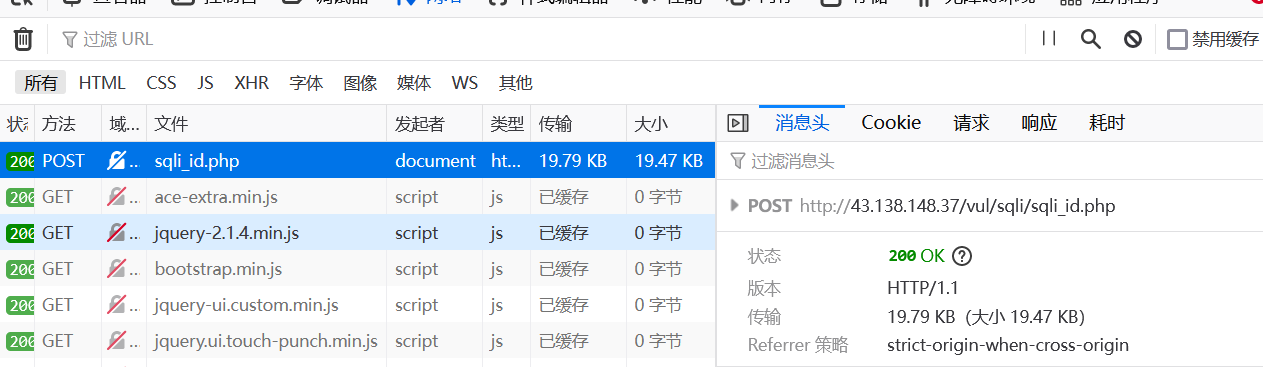 过滤 URL
禁用缓存
所有 HTML CSS JS XHR 字体 图像 媒体 WS 其他
方法 域... 文件 发起者 类型 传输 大小
消息头 Cookie 请求 响应 耗时
过滤消息头
200 POST ... sqli_id.php document ht... 19.79 KB 19.47 KB
200 GET ... ace-extra.min.js script js 已缓存 0 字节
200 GET ... jquery-2.1.4.min.js script js 已缓存 0 字节
200 GET ... bootstrap.min.js script js 已缓存 0 字节
200 GET ... jquery-ui.custom.min.js script js 已缓存 0 字节
200 GET ... jquery.ui.touch-punch.min.js script js 已缓存 0 字节
POST http://43.138.148.37/vul/sqli/sqli_id.php
状态 200 OK
版本 HTTP/1.1
传输 19.79 KB (大小 19.47 KB)
Referrer 策略 strict-origin-when-cross-origin